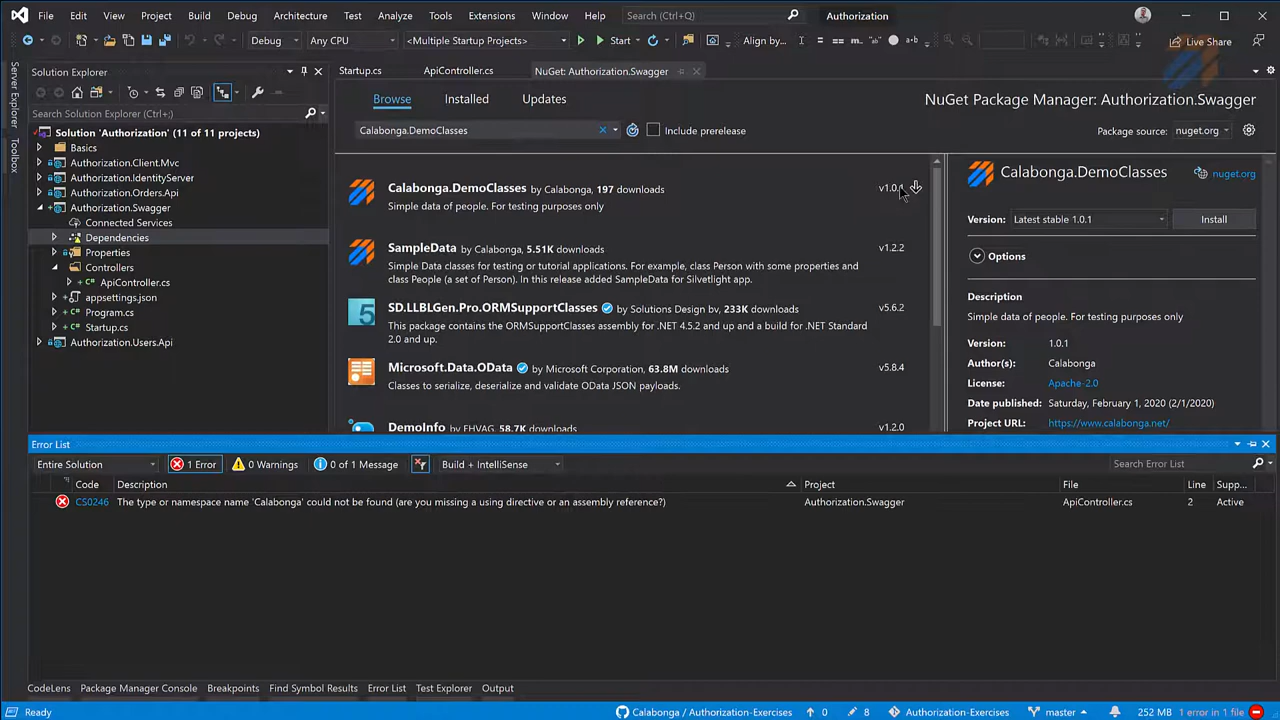 File Edit View Git Project Build Debug Architecture Test Analyze Tools Extensions Window Help Search (Ctrl+Q) Authorization
Debug Any CPU <Multiple Startup Projects> Start Align by... Live Share
Server Explorer
Toolbox
Solution Explorer
Search Solution Explorer (Ctrl+;)
Solution 'Authorization' (11 of 11 projects)
Basics
Authorization.Client.Mvc
Authorization.IdentityServer
Authorization.Orders.Api
Authorization.Swagger
Connected Services
Dependencies
Properties
Controllers
ApiController.cs
appsettings.json
Program.cs
Startup.cs
Authorization.Users.Api
Startup.cs ApiController.cs NuGet: Authorization.Swagger
Browse Installed Updates NuGet Package Manager: Authorization.Swagger
Calabonga.DemoClasses Include prerelease Package source: nuget.org
Calabonga.DemoClasses by Calabonga, 197 downloads
Simple data of people. For testing purposes only
SampleData by Calabonga, 5.51K downloads v1.2.2
Simple Data classes for testing or tutorial applications. For example, class Person with some properties and
class People (a set of Person). In this release added SampleData for Silvetlight app.
SD.LLBLGen.Pro.ORMSupportClasses by Solutions Design bv, 233K downloads v5.6.2
This package contains the ORMSupportClasses assembly for .NET 4.5.2 and up and a build for .NET Standard
2.0 and up.
Microsoft.Data.OData by Microsoft Corporation, 63.8M downloads v5.8.4
Classes to serialize, deserialize and validate OData JSON payloads.
DemoInfo by FHVAG, 58.7K downloads v1.2.0
Calabonga.DemoClasses nuget.org
Version: Latest stable 1.0.1 Install
Options
Description
Simple data of people. For testing purposes only
Version: 1.0.1
Author(s): Calabonga
License: Apache-2.0
Date published: Saturday, February 1, 2020 (2/1/2020)
Project URL: https://www.calabonga.net/
Error List
Entire Solution 1 Error 0 Warnings 0 of 1 Message Build + IntelliSense Search Error List
Code Description Project File Line Supp...
CS0246 The type or namespace name 'Calabonga' could not be found (are you missing a using directive or an assembly reference?) Authorization.Swagger ApiController.cs 2 Active
CodeLens Package Manager Console Breakpoints Find Symbol Results Error List Test Explorer Output
Ready Calabonga / Authorization-Exercises 0 8 Authorization-Exercises master 252 MB 1 error in 1 file